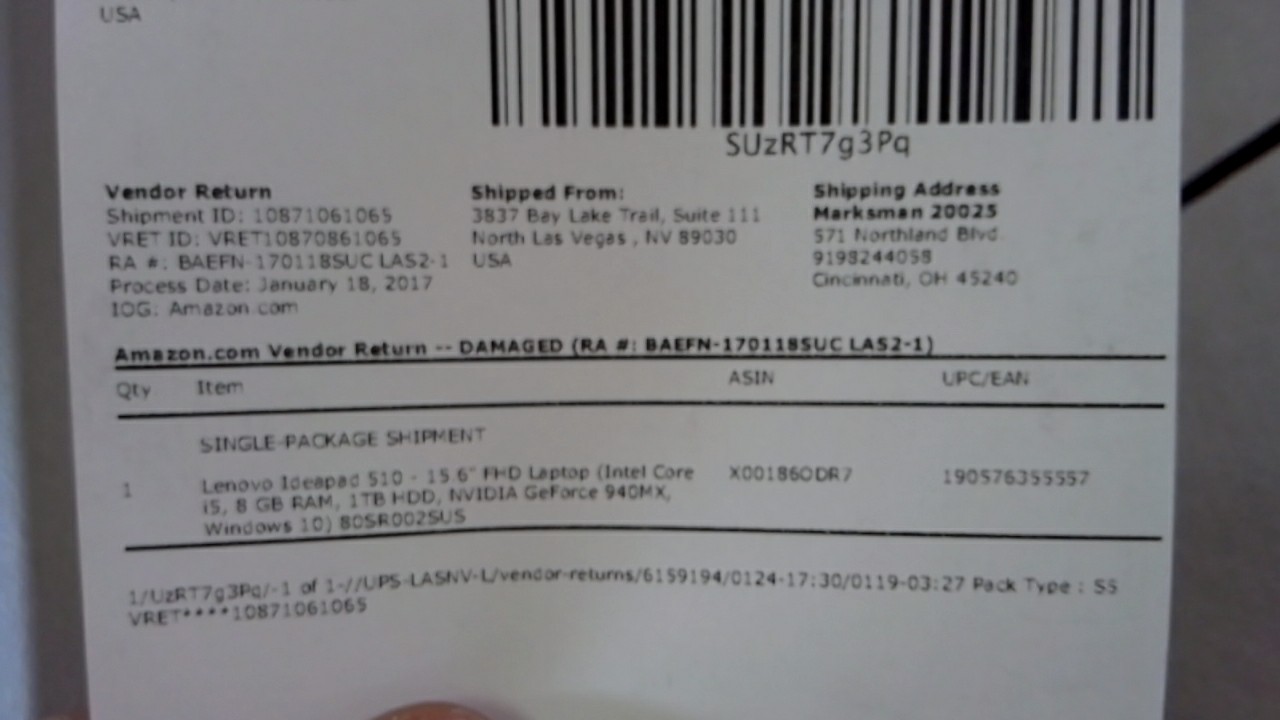 USA
SUzRT7g3Pq
Vendor Return
Shipment ID: 10871061065
VRET ID: VRET10870861065
RA #: BAEFN-170118SUC LAS2-1
Process Date: January 18, 2017
IOG: Amazon.com
Shipped From:
3837 Bay Lake Trail, Suite 111
North Las Vegas , NV 89030
USA
Shipping Address
Marksman 20025
571 Northland Blvd.
9198244058
Cincinnati, OH 45240
Amazon.com Vendor Return -- DAMAGED (RA #: BAEFN-170118SUC LAS2-1)
Qty Item ASIN UPC/EAN
SINGLE-PACKAGE SHIPMENT
1 Lenovo Ideapad 510 - 15.6" FHD Laptop (Intel Core X00186ODR7 190576355557
i5, 8 GB RAM, 1TB HDD, NVIDIA GeForce 940MX,
Windows 10) 80SR002SUS
1/UzRT7g3Pq/-1 of 1-//UPS-LASNV-L/vendor-returns/6159194/0124-17:30/0119-03:27 Pack Type : SS
VRET****10871061065